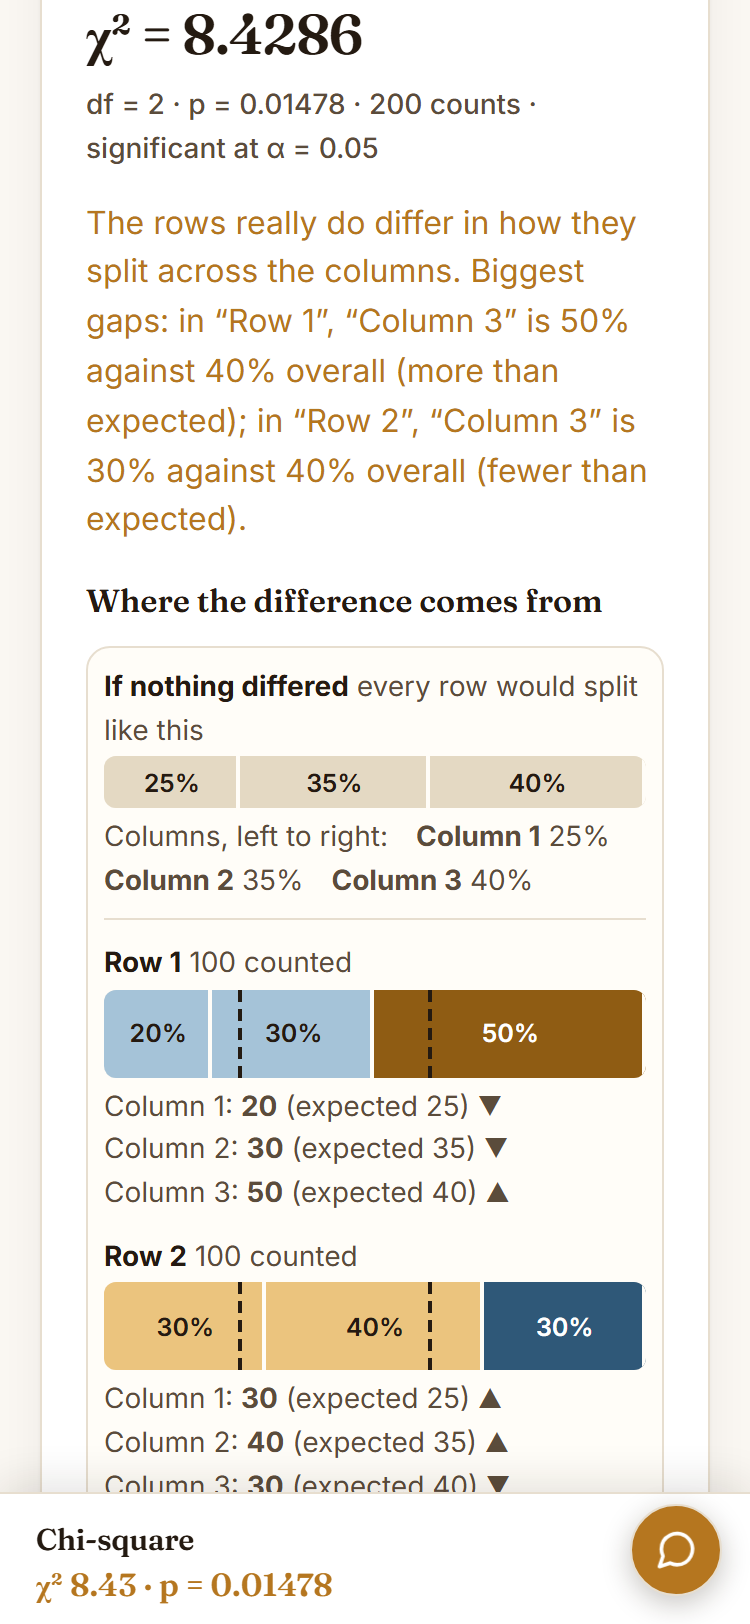 χ² = 8.4286
df = 2 · p = 0.01478 · 200 counts ·
significant at α = 0.05
The rows really do differ in how they
split across the columns. Biggest
gaps: in “Row 1”, “Column 3” is 50%
against 40% overall (more than
expected); in “Row 2”, “Column 3” is
30% against 40% overall (fewer than
expected).
Where the difference comes from
If nothing differed every row would split
like this
25% 35% 40%
Columns, left to right: Column 1 25%
Column 2 35% Column 3 40%
Row 1 100 counted
20% 30% 50%
Column 1: 20 (expected 25) ▼
Column 2: 30 (expected 35) ▼
Column 3: 50 (expected 40) ▲
Row 2 100 counted
30% 40% 30%
Column 1: 30 (expected 25) ▲
Column 2: 40 (expected 35) ▲
Column 3: 30 (expected 40) ▼
Chi-square
χ² 8.43 · p = 0.01478